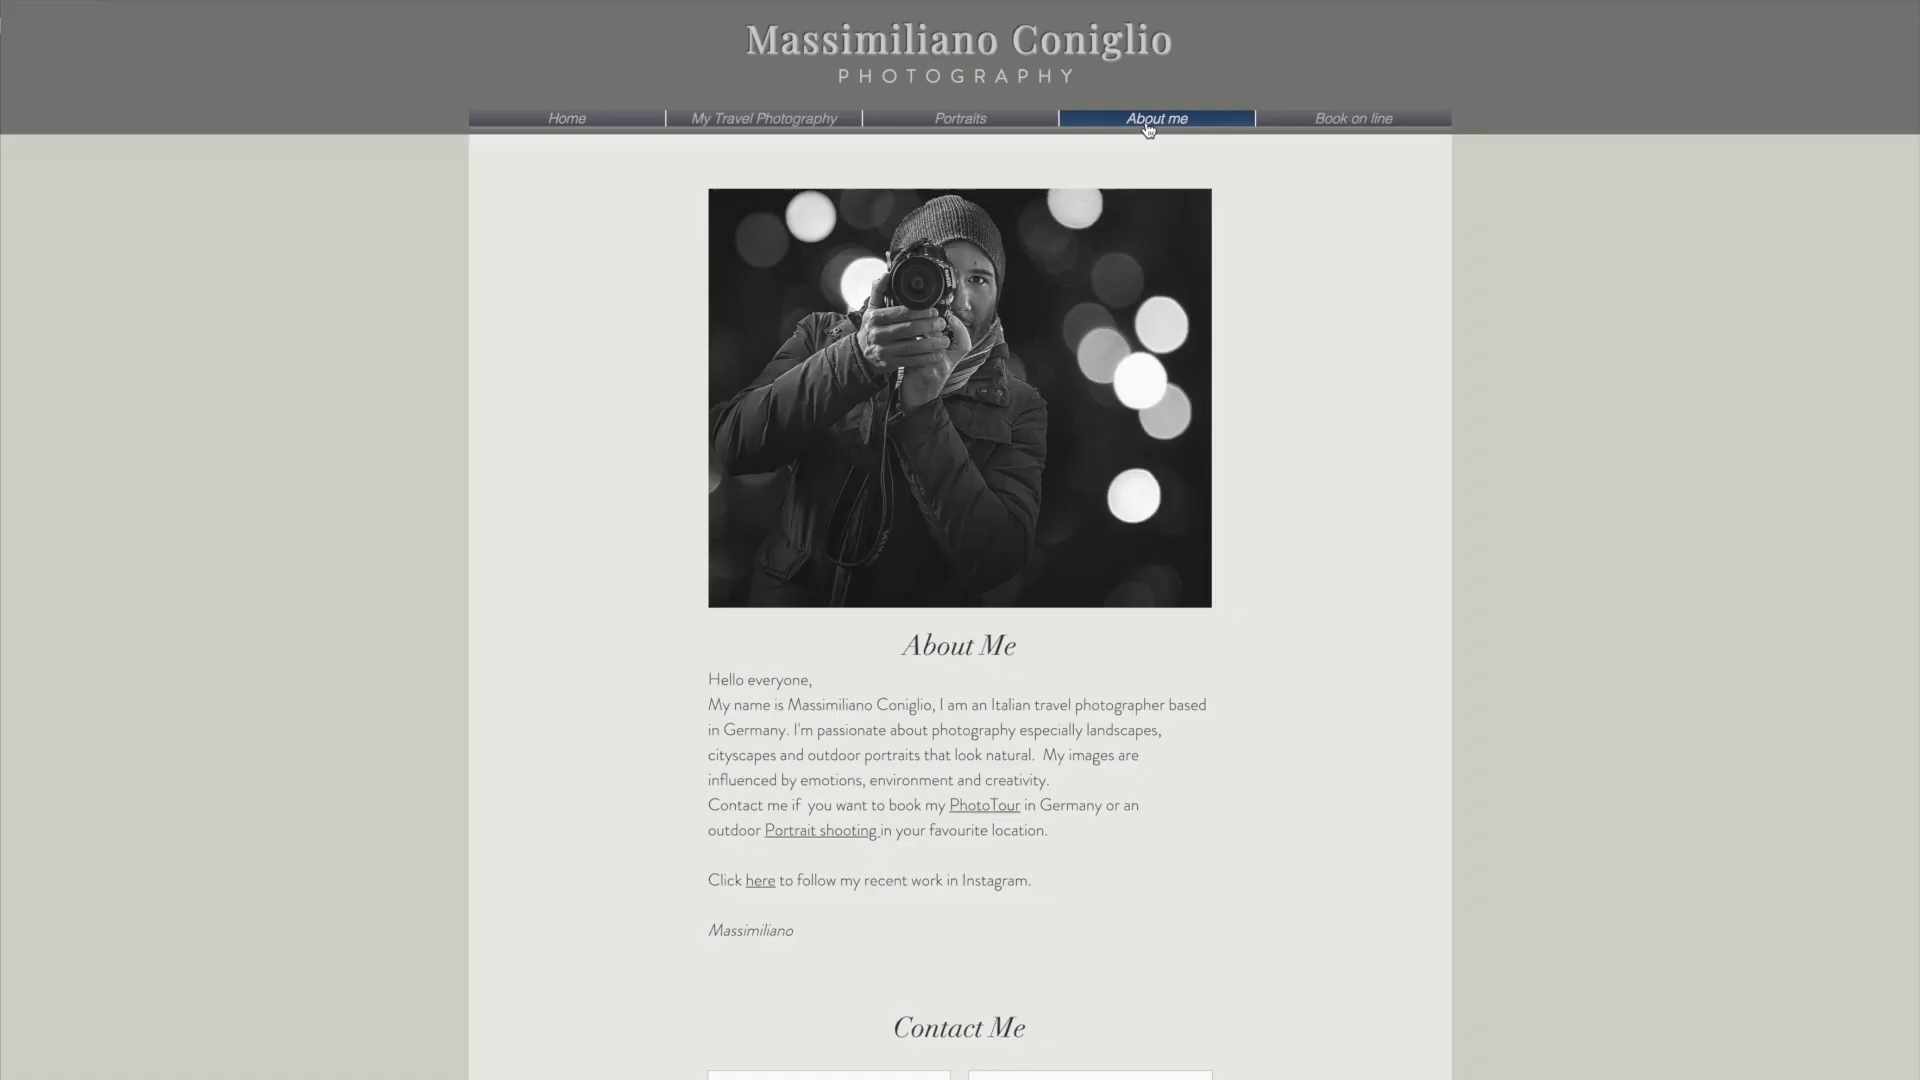 Massimiliano Coniglio
PHOTOGRAPHY
Home
My Travel Photography
Portraits
About me
Book on line
About Me
Hello everyone,
My name is Massimiliano Coniglio, I am an Italian travel photographer based
in Germany. I'm passionate about photography especially landscapes,
cityscapes and outdoor portraits that look natural.  My images are
influenced by emotions, environment and creativity.
Contact me if  you want to book my PhotoTour in Germany or an
outdoor Portrait shooting in your favourite location.
Click here to follow my recent work in Instagram.
Massimiliano
Contact Me